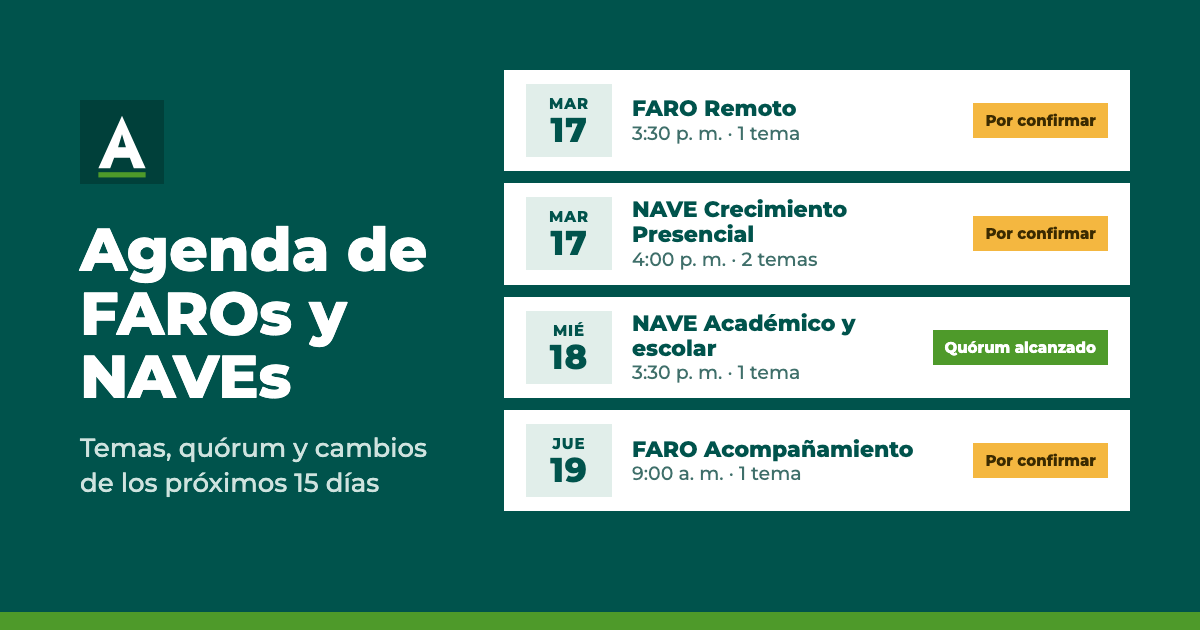 A
Agenda de
FAROs y
NAVEs
Temas, quórum y cambios
de los próximos 15 días
MAR
17
FARO Remoto
3:30 p. m. · 1 tema
Por confirmar
MAR
17
NAVE Crecimiento
Presencial
4:00 p. m. · 2 temas
Por confirmar
MIÉ
18
NAVE Académico y
escolar
3:30 p. m. · 1 tema
Quórum alcanzado
JUE
19
FARO Acompañamiento
9:00 a. m. · 1 tema
Por confirmar